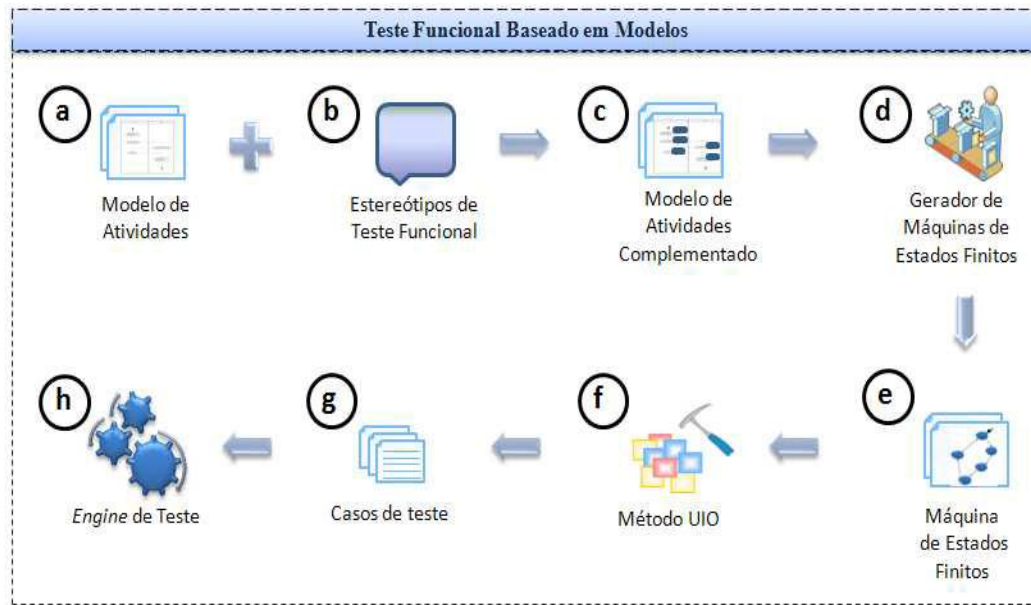 Teste Funcional Baseado em Modelos
a
Modelo de
Atividades
b
Estereótipos de
Teste Funcional
c
Modelo de
Atividades
Complementado
d
Gerador de
Máquinas de
Estados Finitos
e
Máquina
de Estados
Finitos
f
Método UIO
g
Casos de teste
h
Engine de Teste